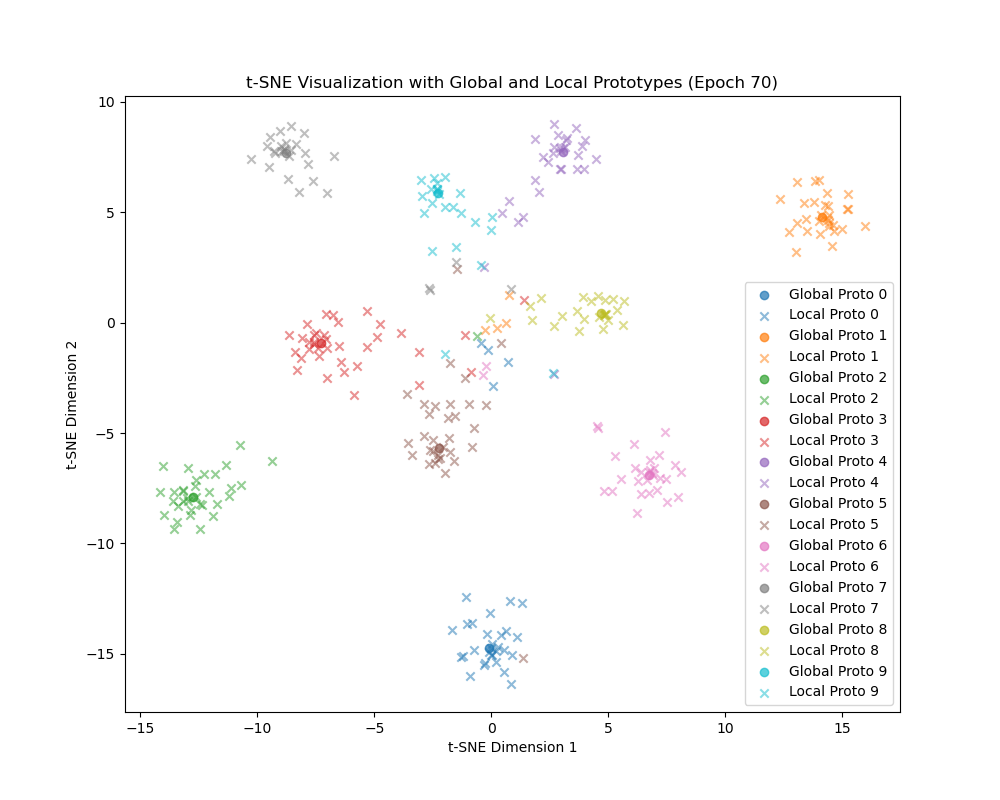 t-SNE Visualization with Global and Local Prototypes (Epoch 70)
10
5
0
−5
−10
−15
t-SNE Dimension 2
Global Proto 0
Local Proto 0
Global Proto 1
Local Proto 1
Global Proto 2
Local Proto 2
Global Proto 3
Local Proto 3
Global Proto 4
Local Proto 4
Global Proto 5
Local Proto 5
Global Proto 6
Local Proto 6
Global Proto 7
Local Proto 7
Global Proto 8
Local Proto 8
Global Proto 9
Local Proto 9
−15 −10 −5 0 5 10 15
t-SNE Dimension 1